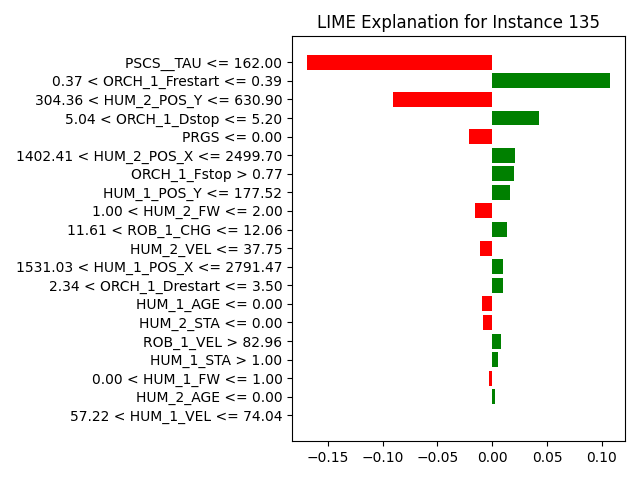 LIME Explanation for Instance 135
PSCS__TAU <= 162.00
0.37 < ORCH_1_Frestart <= 0.39
304.36 < HUM_2_POS_Y <= 630.90
5.04 < ORCH_1_Dstop <= 5.20
PRGS <= 0.00
1402.41 < HUM_2_POS_X <= 2499.70
ORCH_1_Fstop > 0.77
HUM_1_POS_Y <= 177.52
1.00 < HUM_2_FW <= 2.00
11.61 < ROB_1_CHG <= 12.06
HUM_2_VEL <= 37.75
1531.03 < HUM_1_POS_X <= 2791.47
2.34 < ORCH_1_Drestart <= 3.50
HUM_1_AGE <= 0.00
HUM_2_STA <= 0.00
ROB_1_VEL > 82.96
HUM_1_STA > 1.00
0.00 < HUM_1_FW <= 1.00
HUM_2_AGE <= 0.00
57.22 < HUM_1_VEL <= 74.04
−0.15 −0.10 −0.05 0.00 0.05 0.10